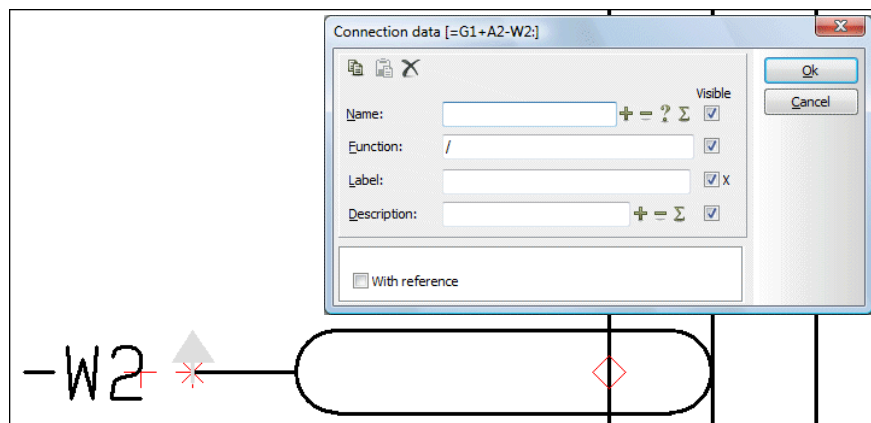 Connection data [=G1+A2-W2:]
Ok
Cancel
Visible
Name:
Function: /
Label: X
Description:
With reference
-W2